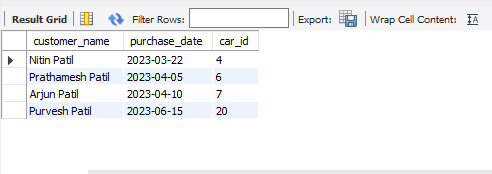 Result Grid Filter Rows: Export: Wrap Cell Content:
customer_name purchase_date car_id
Nitin Patil 2023-03-22 4
Prathamesh Patil 2023-04-05 6
Arjun Patil 2023-04-10 7
Purvesh Patil 2023-06-15 20